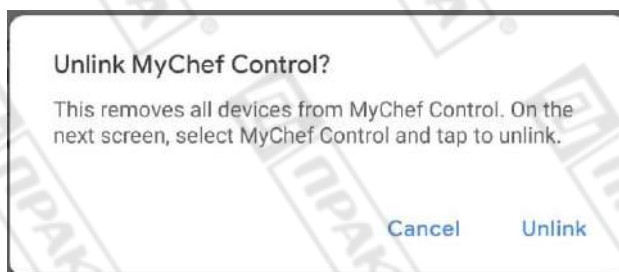 Unlink MyChef Control?
This removes all devices from MyChef Control. On the
next screen, select MyChef Control and tap to unlink.
Cancel Unlink
ПРАК